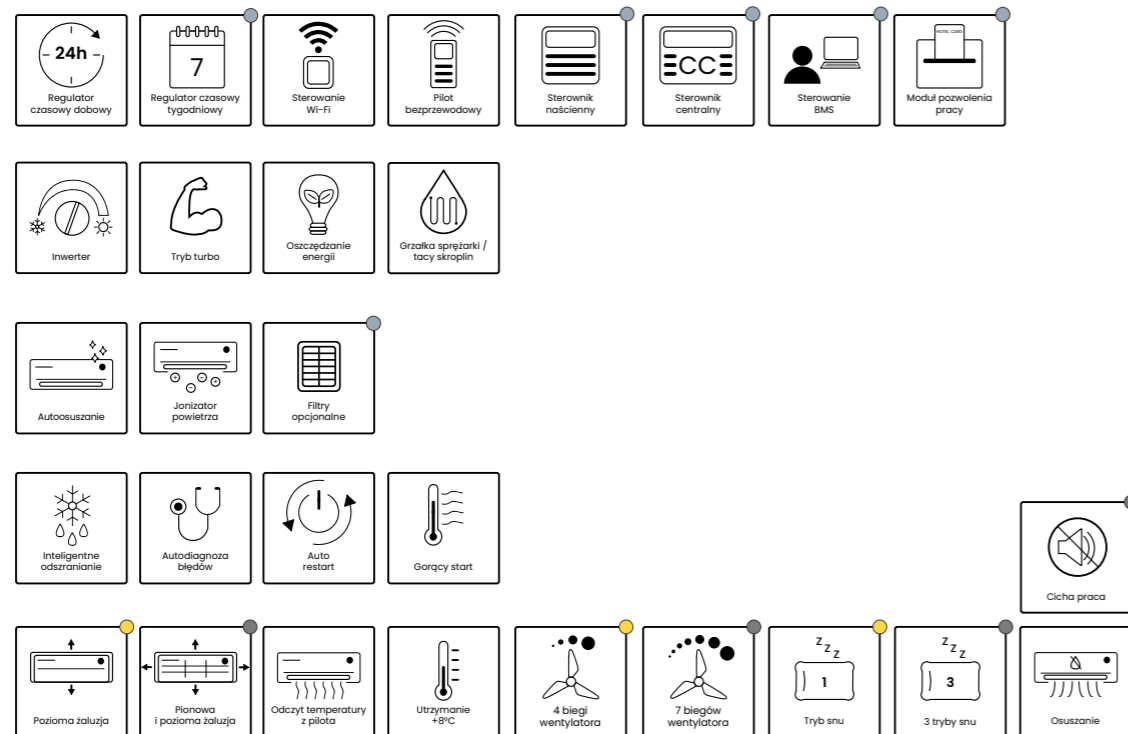 24h
Regulator
czasowy dobowy
7
Regulator czasowy
tygodniowy
Sterowanie
Wi-Fi
Pilot
bezprzewodowy
Sterownik
naścienny
CC
Sterownik
centralny
Sterowanie
BMS
HOTEL CARD
Moduł pozwolenia
pracy
Inwerter
Tryb turbo
Oszczędzanie
energii
Grzałka sprężarki /
tacy skroplin
Autoosuszanie
Jonizator
powietrza
Filtry
opcjonalne
Inteligentne
odszranianie
Autodiagnoza
błędów
Auto
restart
Gorący start
Cicha praca
Pozioma żaluzja
Pionowa
i pozioma żaluzja
Odczyt temperatury
z pilota
Utrzymanie
+8°C
4 biegi
wentylatora
7 biegów
wentylatora
z z z
1
Tryb snu
z z z
3
3 tryby snu
Osuszanie